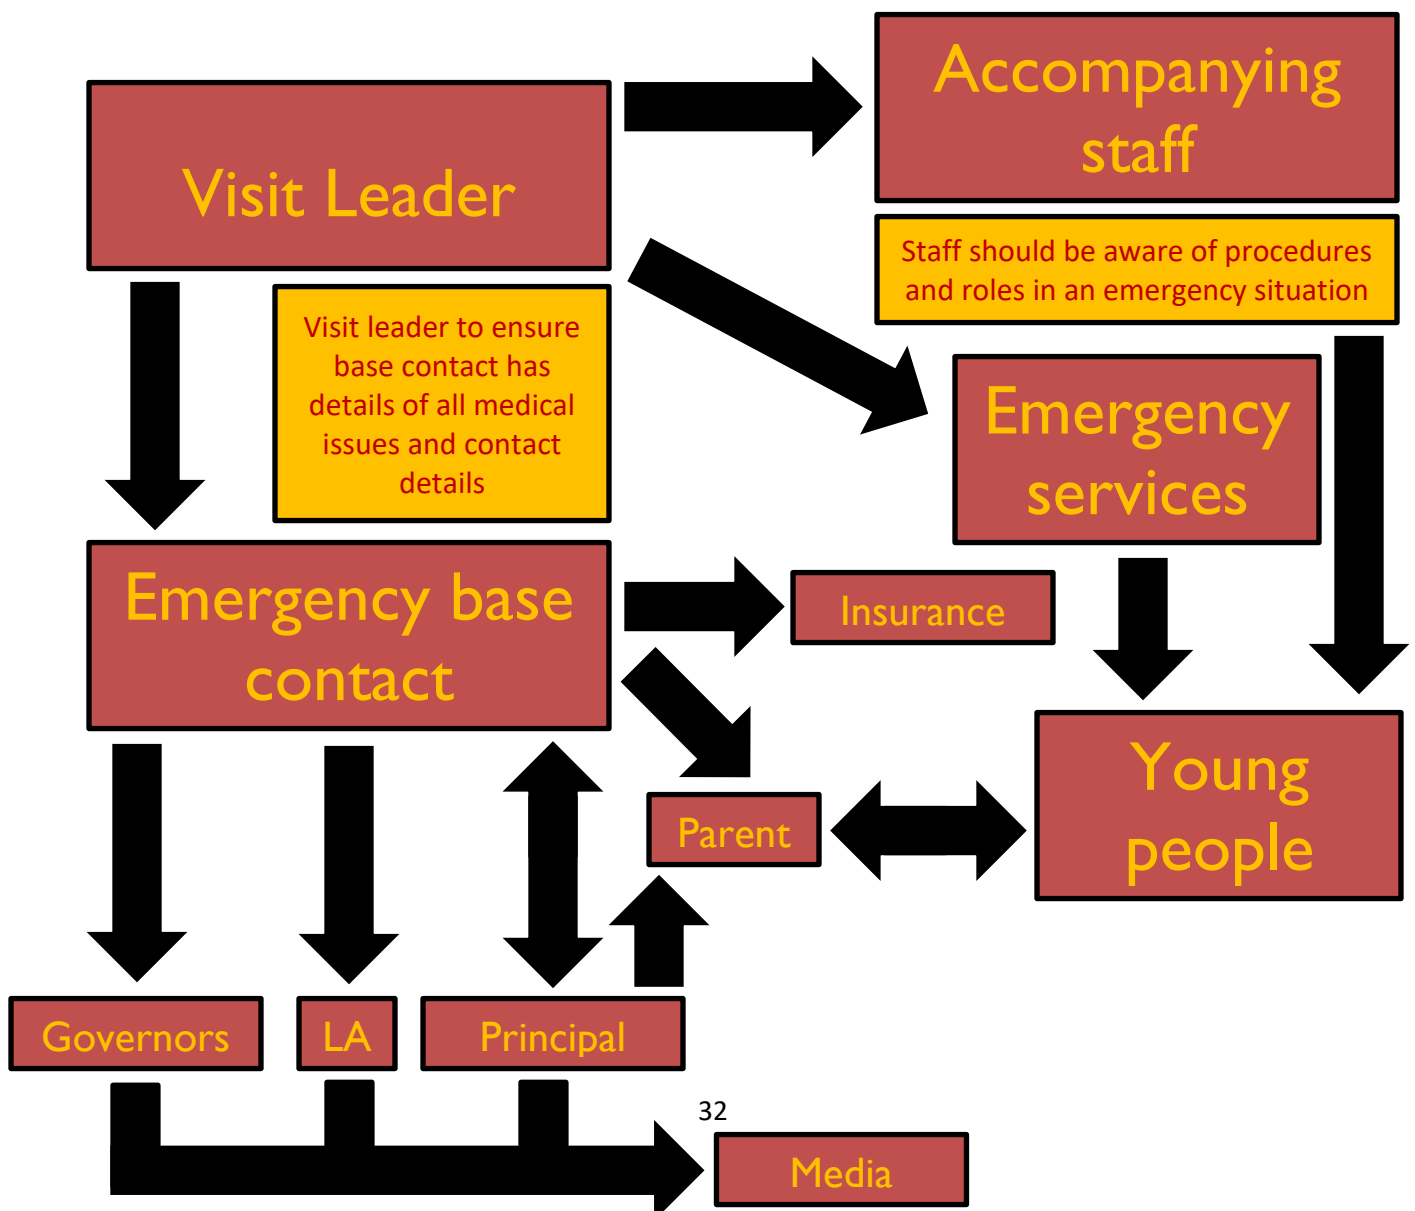 Accompanying
staff
Visit Leader
Staff should be aware of procedures
and roles in an emergency situation
Visit leader to ensure
base contact has
details of all medical
issues and contact
details
Emergency
services
Emergency base
contact
Insurance
Young
people
Parent
Governors
LA
Principal
32
Media